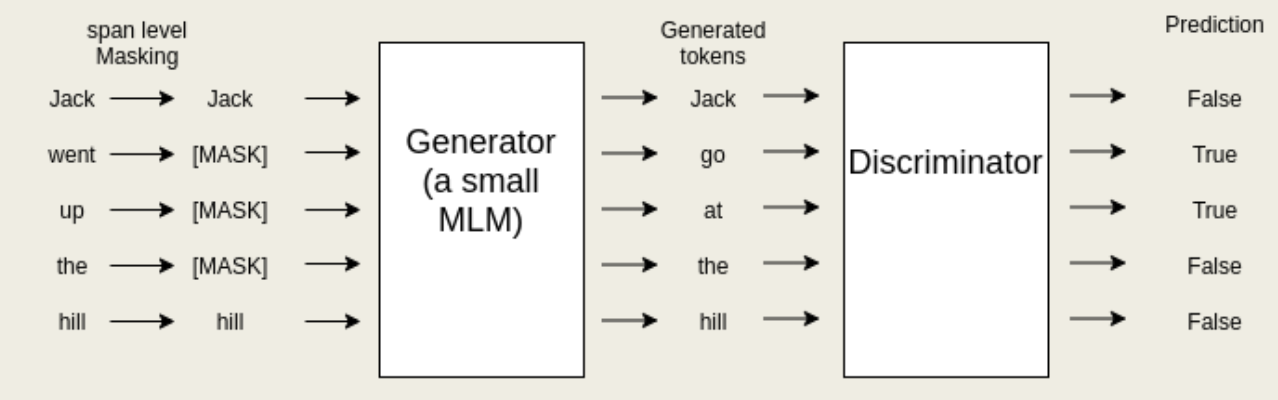 span level
Masking
Generated
tokens
Prediction
Jack Jack Jack False
went [MASK] go True
up [MASK] at True
the [MASK] the False
hill hill hill False
Generator
(a small
MLM)
Discriminator